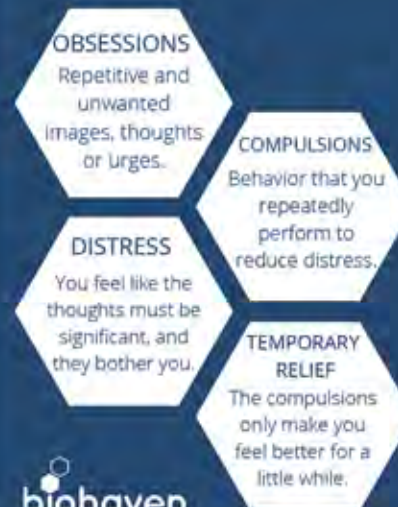 OBSESSIONS
Repetitive and
unwanted
images, thoughts
or urges.
COMPULSIONS
Behavior that you
repeatedly
perform to
reduce distress.
DISTRESS
You feel like the
thoughts must be
significant, and
they bother you.
TEMPORARY
RELIEF
The compulsions
only make you
feel better for a
little while.
biohaven